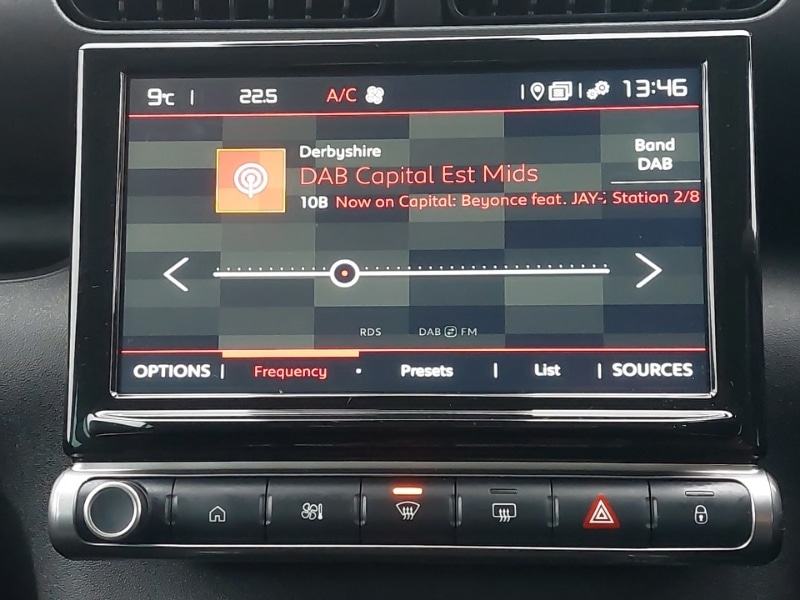 9°C | 22.5 A/C | | 13:46
Derbyshire
DAB Capital Est Mids
10B Now on Capital: Beyonce feat. JAY-
Band
DAB
Station 2/8
RDS DAB FM
OPTIONS | Frequency • Presets | List | SOURCES